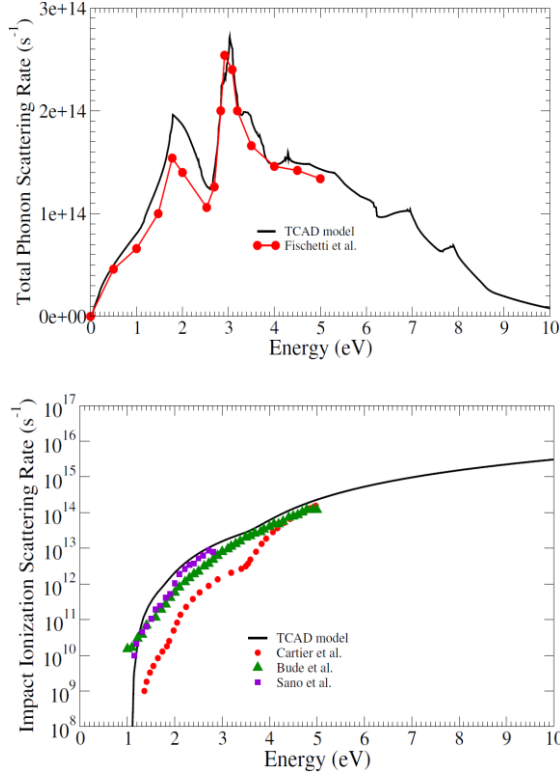 Total Phonon Scattering Rate (s⁻¹)
3e+14
2e+14
1e+14
0e+00
TCAD model
Fischetti et al.
0 1 2 3 4 5 6 7 8 9 10
Energy (eV)
Impact Ionization Scattering Rate (s⁻¹)
10¹⁷
10¹⁶
10¹⁵
10¹⁴
10¹³
10¹²
10¹¹
10¹⁰
10⁹
10⁸
TCAD model
Cartier et al.
Bude et al.
Sano et al.
0 1 2 3 4 5 6 7 8 9 10
Energy (eV)